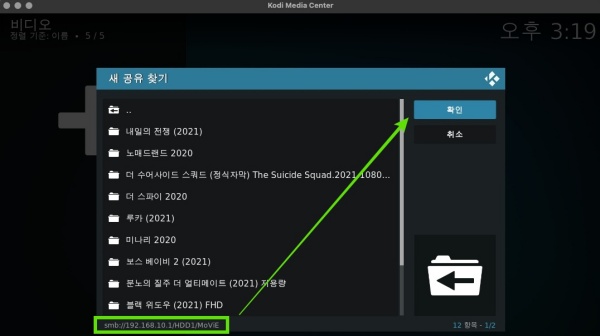 Kodi Media Center
비디오
정렬 기준: 이름 • 5 / 5
오후 3:19
새 공유 찾기
..
내일의 전쟁 (2021)
노매드랜드 2020
더 수어사이드 스쿼드 (정식자막) The Suicide Squad.2021.1080...
더 스파이 2020
루카 (2021)
미나리 2020
보스 베이비 2 (2021)
분노의 질주 더 얼티메이트 (2021) 저용량
블랙 위도우 (2021) FHD
확인
취소
smb://192.168.10.1/HDD1/MoViE
12 항목 - 1/2